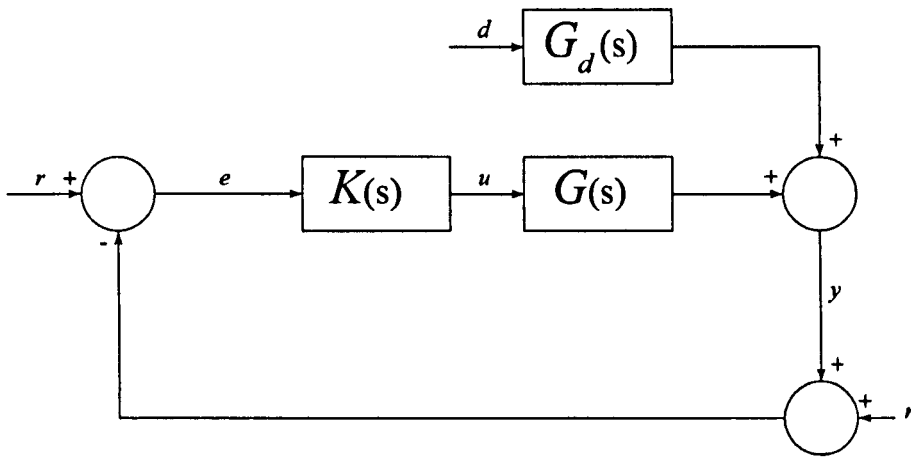 d
G_d(s)
+
r + e K(s) u G(s) +
-
y
+
+